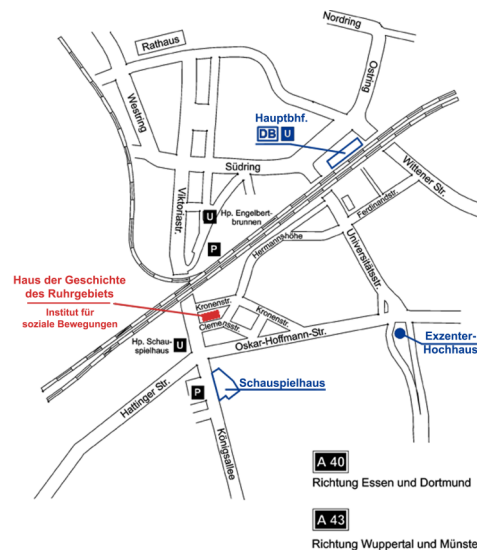 Nordring
Rathaus
Ostring
Westring
Hauptbhf.
DB U
Südring
Wittener Str.
Viktoriastr.
U
Hp. Engelbert-
brunnen
P
Ferdinandstr.
Universitätsstr.
Hermannshöhe
Haus der Geschichte
des Ruhrgebiets
Institut für
soziale Bewegungen
Kronenstr.
Kronenstr.
Clemensstr.
Hp. Schau-
spielhaus
U
Oskar-Hoffmann-Str.
Exzenter-
Hochhaus
Hattinger Str.
P
Schauspielhaus
Königsallee
A 40
Richtung Essen und Dortmund
A 43
Richtung Wuppertal und Münste